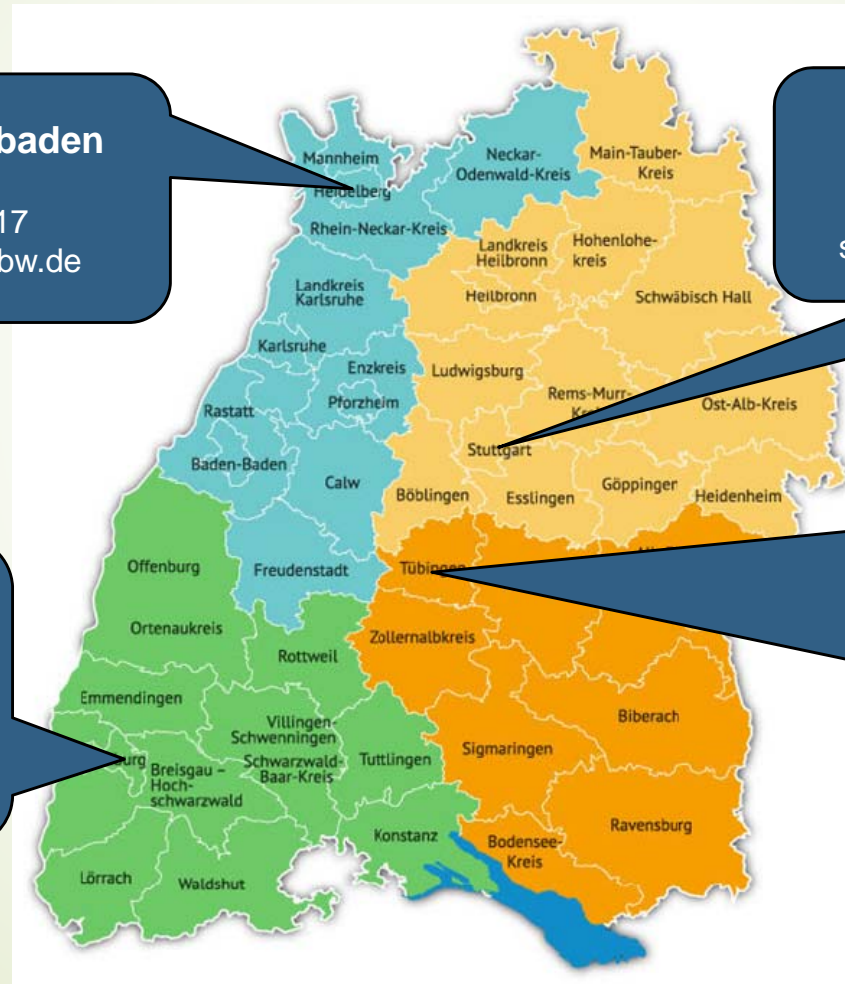 baden
17
bw.de
s
Mannheim
Heidelberg
Rhein-Neckar-Kreis
Neckar-
Odenwald-Kreis
Main-Tauber-
Kreis
Landkreis
Heilbronn
Hohenlohe-
kreis
Heilbronn
Schwäbisch Hall
Landkreis
Karlsruhe
Karlsruhe
Enzkreis
Pforzheim
Ludwigsburg
Rems-Murr-
Ost-Alb-Kreis
Rastatt
Baden-Baden
Calw
Stuttgart
Böblingen
Esslingen
Göppingen
Heidenheim
Offenburg
Freudenstadt
Tübingen
Ortenaukreis
Rottweil
Zollernalbkreis
Emmendingen
Villingen-
Schwenningen
Schwarzwald-
Baar-Kreis
Tuttlingen
Sigmaringen
Biberach
urg
Breisgau –
Hoch-
schwarzwald
Konstanz
Bodensee-
Kreis
Ravensburg
Lörrach
Waldshut